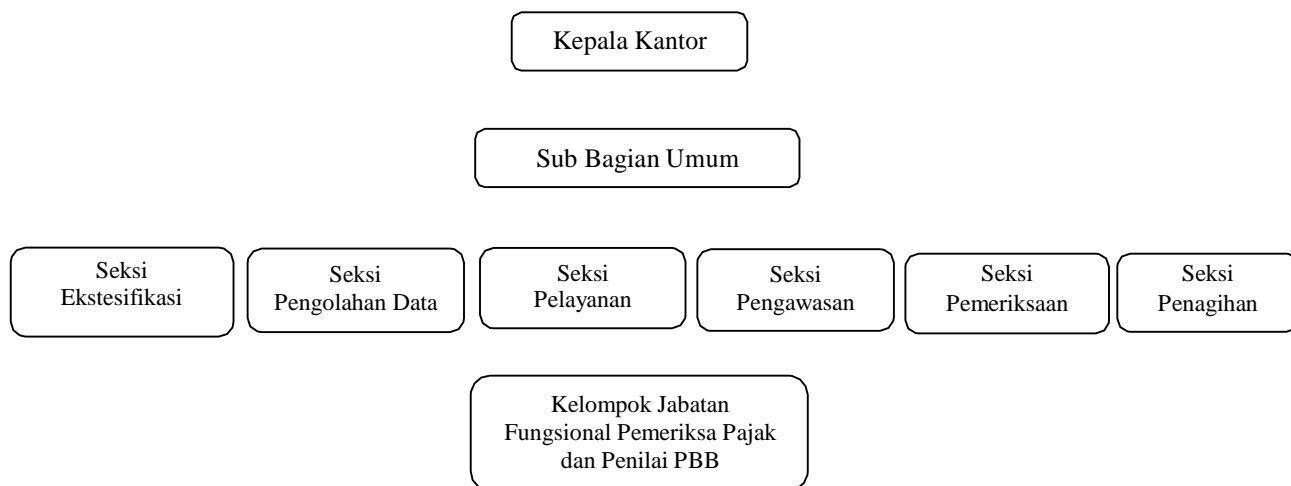 Kepala Kantor
Sub Bagian Umum
Seksi
Ekstesifikasi
Seksi
Pengolahan Data
Seksi
Pelayanan
Seksi
Pengawasan
Seksi
Pemeriksaan
Seksi
Penagihan
Kelompok Jabatan
Fungsional Pemeriksa Pajak
dan Penilai PBB